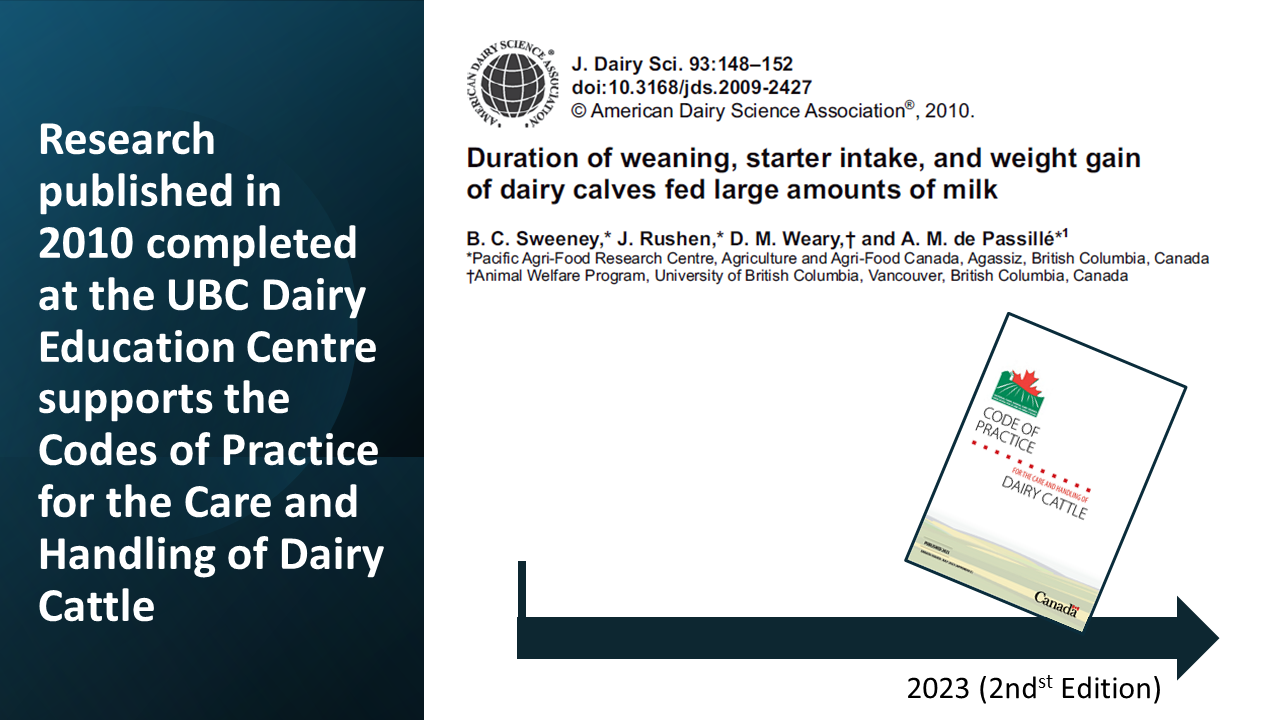 Research
published in
2010 completed
at the UBC Dairy
Education Centre
supports the
Codes of Practice
for the Care and
Handling of Dairy
Cattle
·AMERICAN DAIRY SCIENCE ASSOCIATION·®
J. Dairy Sci. 93:148–152
doi:10.3168/jds.2009-2427
© American Dairy Science Association®, 2010.
Duration of weaning, starter intake, and weight gain
of dairy calves fed large amounts of milk
B. C. Sweeney,* J. Rushen,* D. M. Weary,† and A. M. de Passillé*¹
*Pacific Agri-Food Research Centre, Agriculture and Agri-Food Canada, Agassiz, British Columbia, Canada
†Animal Welfare Program, University of British Columbia, Vancouver, British Columbia, Canada
CODE OF
PRACTICE
FOR THE CARE AND HANDLING OF
DAIRY CATTLE
Canada
2023 (2ndst Edition)